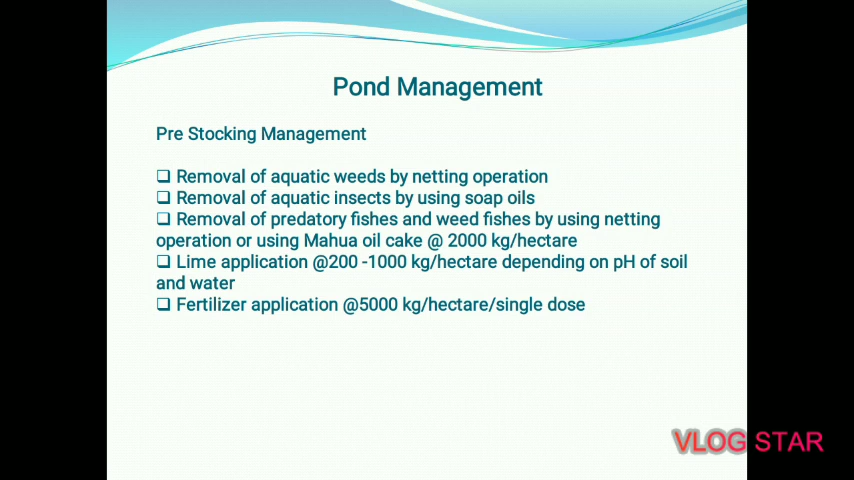 Pond Management
Pre Stocking Management
❑ Removal of aquatic weeds by netting operation
❑ Removal of aquatic insects by using soap oils
❑ Removal of predatory fishes and weed fishes by using netting
operation or using Mahua oil cake @ 2000 kg/hectare
❑ Lime application @200 -1000 kg/hectare depending on pH of soil
and water
❑ Fertilizer application @5000 kg/hectare/single dose
VLOG STAR